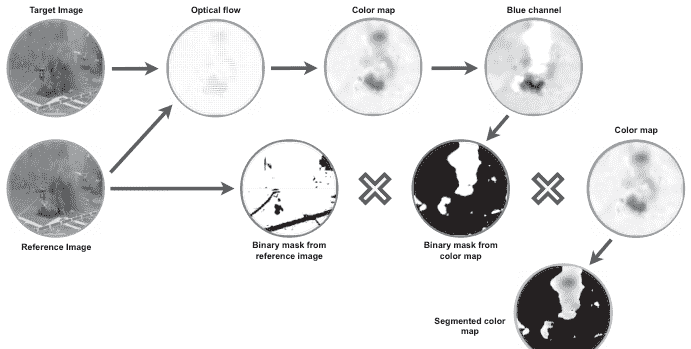 Target Image
Optical flow
Color map
Blue channel
Color map
Reference Image
Binary mask from
reference image
Binary mask from
color map
Segmented color
map